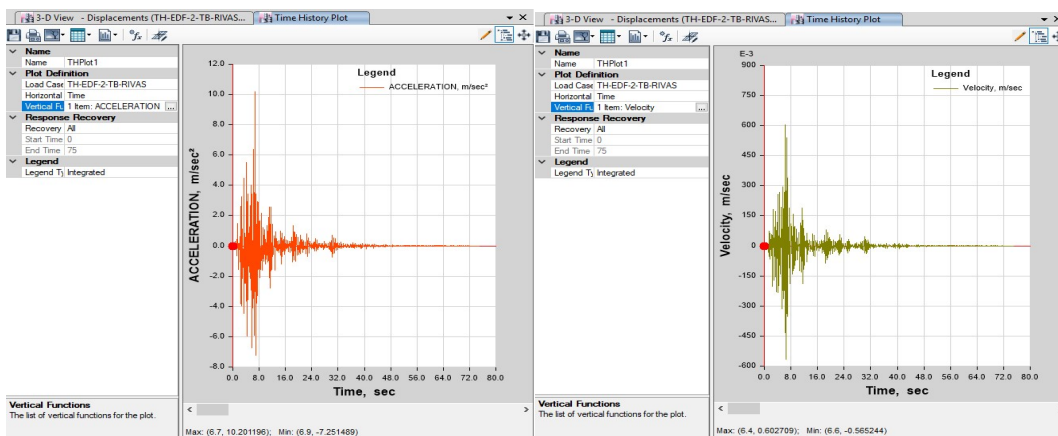 3-D View - Displacements (TH-EDF-2-TB-RIVAS...
Time History Plot
Name
Name THPlot1
Plot Definition
Load Case TH-EDF-2-TB-RIVAS
Horizontal Time
Vertical Fu 1 Item: ACCELERATION ...
Response Recovery
Recovery All
Start Time 0
End Time 75
Legend
Legend Ty Integrated
Vertical Functions
The list of vertical functions for the plot.
Legend
ACCELERATION, m/sec²
12.0
10.0
8.0
6.0
4.0
2.0
0.0
-2.0
-4.0
-6.0
-8.0
ACCELERATION, m/sec²
0.0 8.0 16.0 24.0 32.0 40.0 48.0 56.0 64.0 72.0 80.0
Time, sec
Max: (6.7, 10.201196); Min: (6.9, -7.251489)
3-D View - Displacements (TH-EDF-2-TB-RIVAS...
Time History Plot
Name
Name THPlot1
Plot Definition
Load Case TH-EDF-2-TB-RIVAS
Horizontal Time
Vertical Fu 1 Item: Velocity ...
Response Recovery
Recovery All
Start Time 0
End Time 75
Legend
Legend Ty Integrated
Vertical Functions
The list of vertical functions for the plot.
E-3
Legend
Velocity, m/sec
900
750
600
450
300
150
0
-150
-300
-450
-600
Velocity, m/sec
0.0 8.0 16.0 24.0 32.0 40.0 48.0 56.0 64.0 72.0 80.0
Time, sec
Max: (6.4, 0.602709); Min: (6.6, -0.565244)